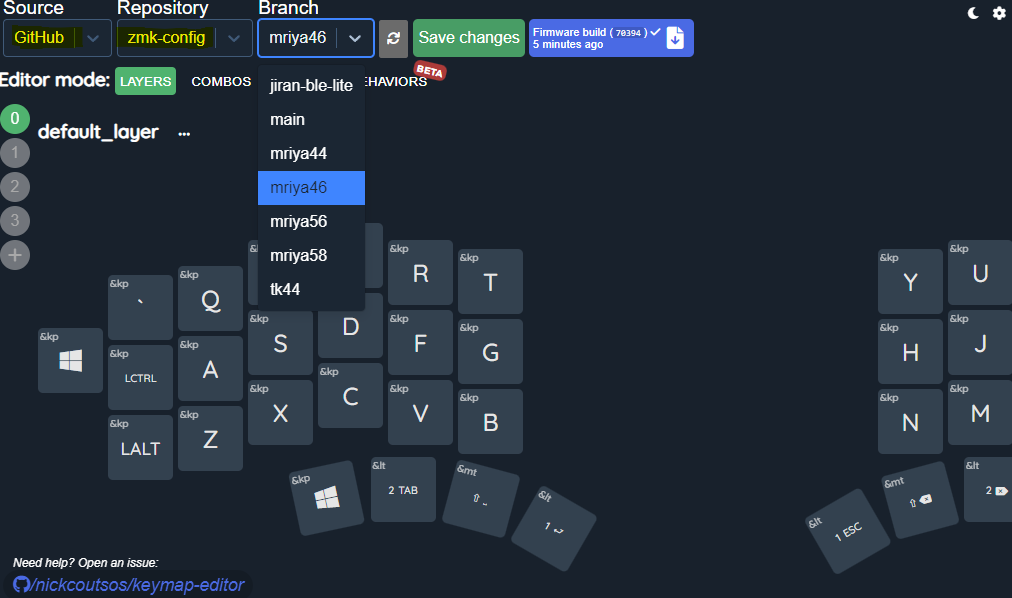 Source Repository Branch
GitHub zmk-config mriya46 Save changes Firmware build ( 70394 )
5 minutes ago
Editor mode: LAYERS COMBOS EHAVIORS BETA
jiran-ble-lite
main
mriya44
mriya46
mriya56
mriya58
tk44
0 default_layer ...
1
2
3
+
&kp ` &kp Q &kp R &kp T &kp Y &kp U
&kp &kp LCTRL &kp A &kp S D &kp F &kp G &kp H &kp J
&kp LALT &kp Z &kp X &kp C &kp V &kp B &kp N &kp M
&kp &lt 2 TAB &mt &lt 1 &lt 1 ESC &mt &lt 2
Need help? Open an issue:
/nickcoutsos/keymap-editor